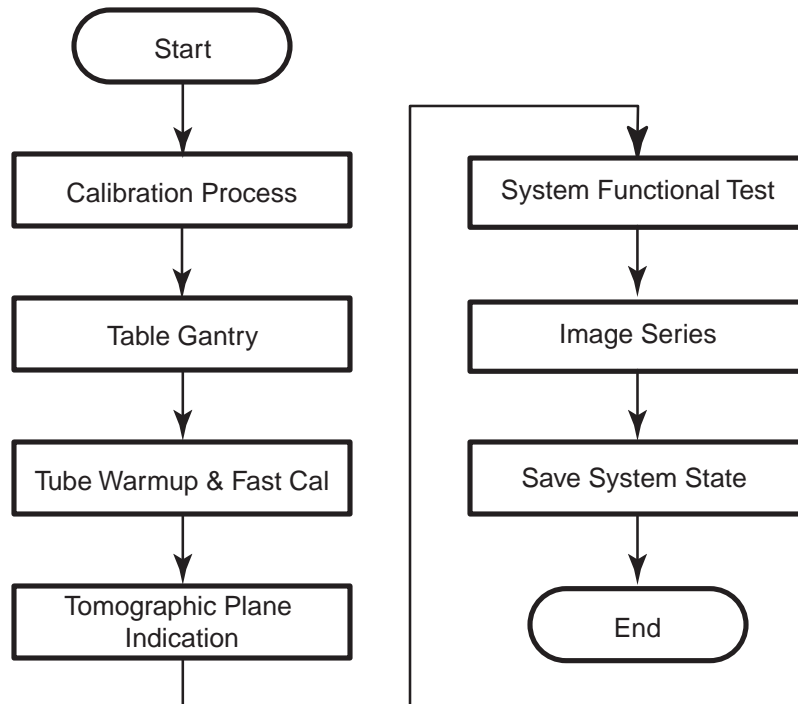 Start
Calibration Process
Table Gantry
Tube Warmup & Fast Cal
Tomographic Plane
Indication
System Functional Test
Image Series
Save System State
End